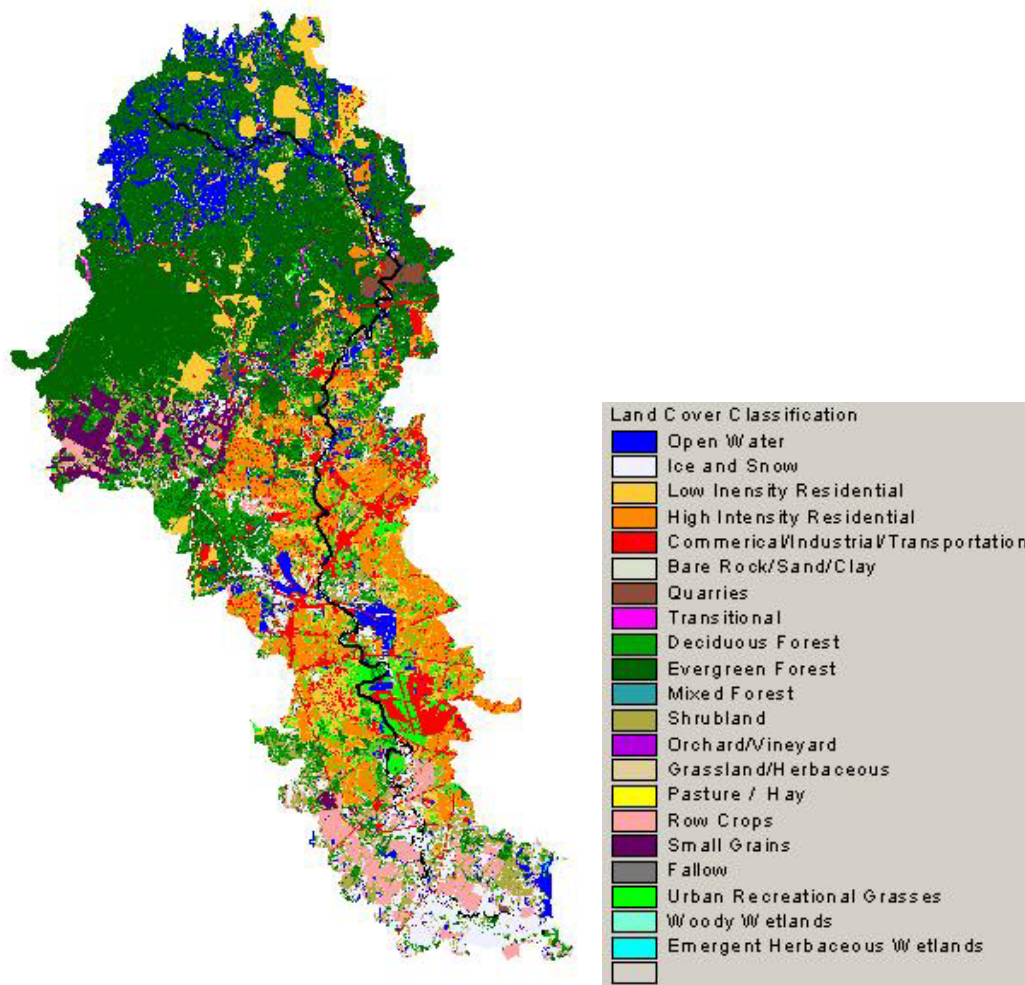 Land Cover Classification
Open Water
Ice and Snow
Low Inensity Residential
High Intensity Residential
Commerical/Industrial/Transportation
Bare Rock/Sand/Clay
Quarries
Transitional
Deciduous Forest
Evergreen Forest
Mixed Forest
Shrubland
Orchard/Vineyard
Grassland/Herbaceous
Pasture / Hay
Row Crops
Small Grains
Fallow
Urban Recreational Grasses
Woody Wetlands
Emergent Herbaceous Wetlands